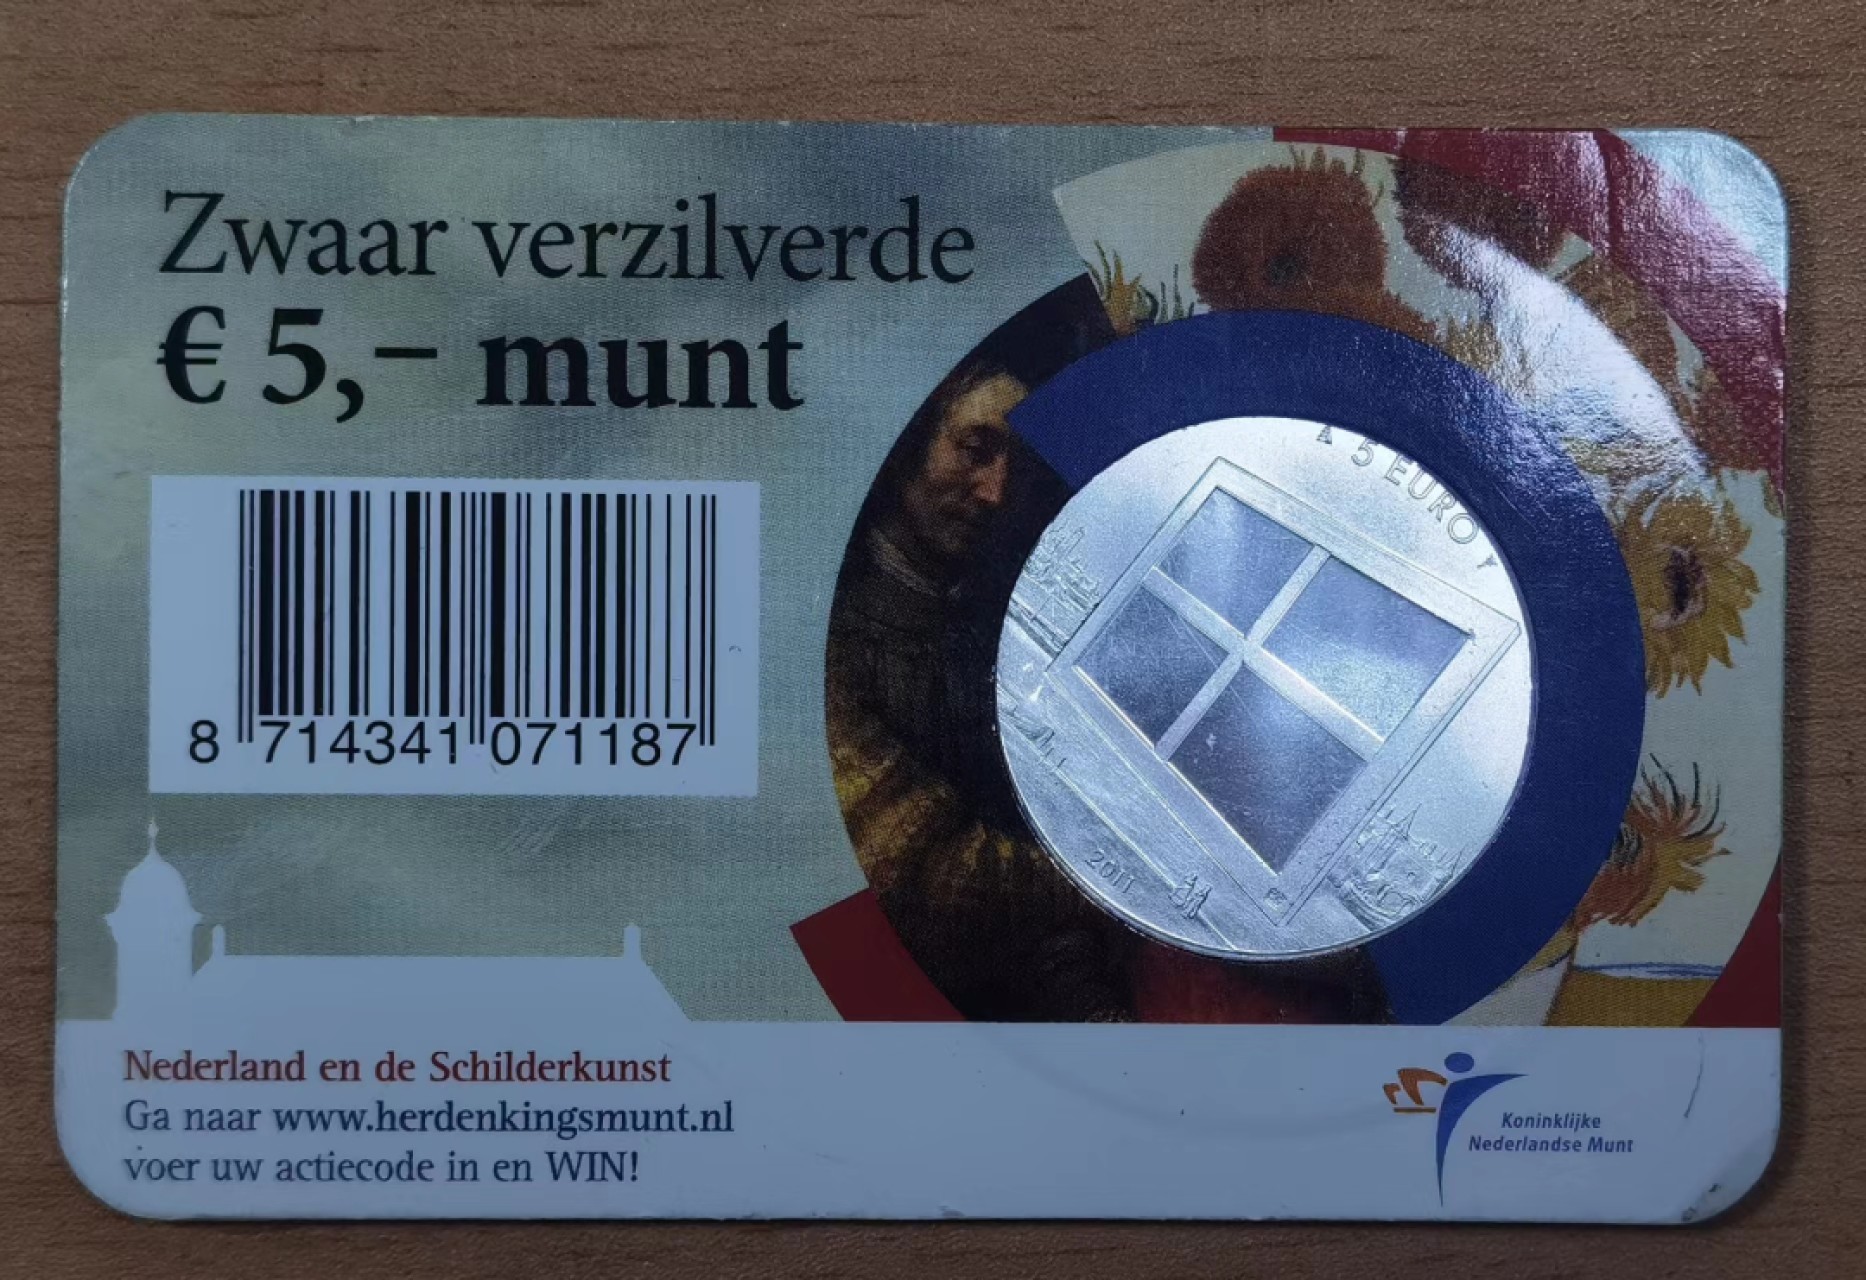 Zwaar verzilverde
€ 5,– munt
5 EURO
8 714341 071187
2011
Nederland en de Schilderkunst
Ga naar www.herdenkingsmunt.nl
voer uw actiecode in en WIN!
Koninklijke
Nederlandse Munt